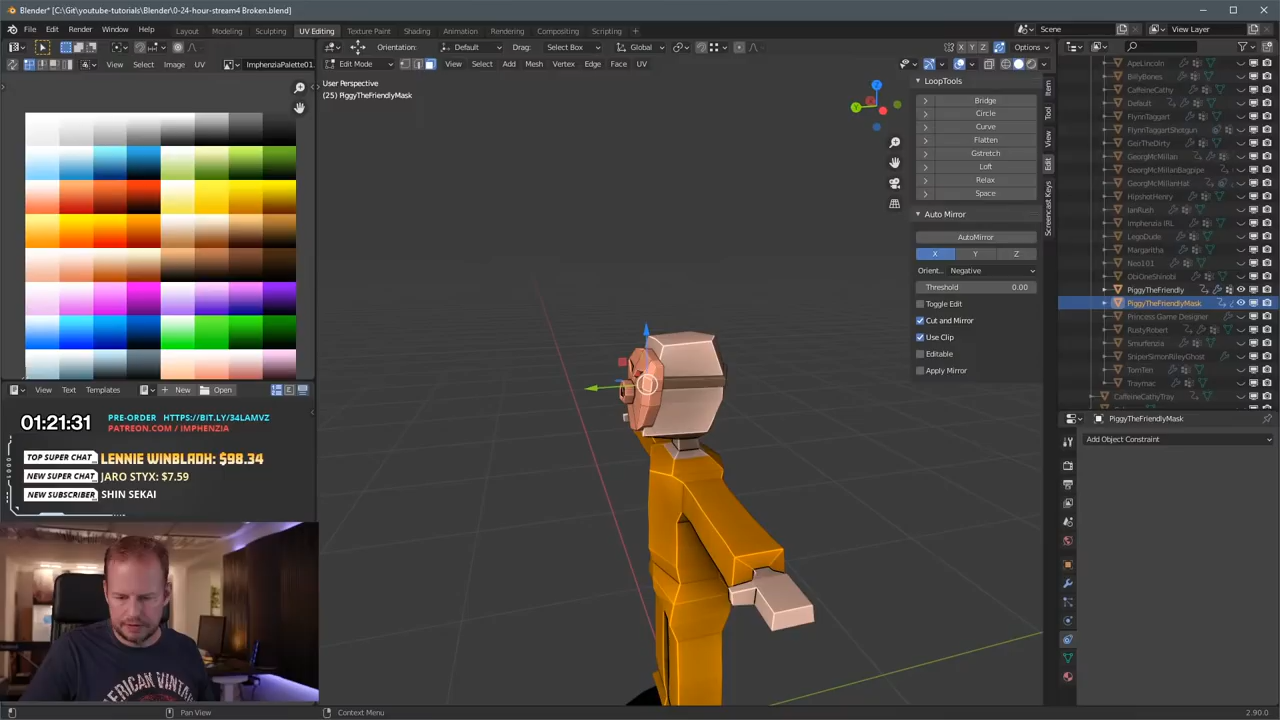 Blender* [C:\Git\youtube-tutorials\Blender\0-24-hour-stream4 Broken.blend]
File Edit Render Window Help Layout Modeling Sculpting UV Editing Texture Paint Shading Animation Rendering Compositing Scripting + Scene View Layer
View Select Image UV ImphenziaPalette01.
Orientation: Default Drag: Select Box Global X Y Z Options
Edit Mode View Select Add Mesh Vertex Edge Face UV
User Perspective
(25) PiggyTheFriendlyMask
LoopTools
Bridge
Circle
Curve
Flatten
Gstretch
Loft
Relax
Space
Auto Mirror
AutoMirror
X Y Z
Orient... Negative
Threshold 0.00
Toggle Edit
Cut and Mirror
Use Clip
Editable
Apply Mirror
Item
Tool
View
Edit
Screencast Keys
ApeLincoln
BillyBones
CaffeineCathy
Default
FlynnTaggart
FlynnTaggartShotgun
GeirTheDirty
GeorgMcMillan
GeorgMcMillanBagpipe
GeorgMcMillanHat
HipshotHenry
IanRush
Imphenzia IRL
LegoDude
Margaritha
Neo101
ObiOneShinobi
PiggyTheFriendly
PiggyTheFriendlyMask
Princess Game Designer
RustyRobert
Smurfenzia
SniperSimonRileyGhost
TomTen
Traymac
CaffeineCathyTray
PiggyTheFriendlyMask
Add Object Constraint
View Text Templates + New Open
01:21:31
PRE-ORDER HTTPS://BIT.LY/34LAMVZ
PATREON.COM / IMPHENZIA
TOP SUPER CHAT LENNIE WINBLADH: $98.34
NEW SUPER CHAT JARO STYX: $7.59
NEW SUBSCRIBER SHIN SEKAI
Pan View Context Menu 2.90.0